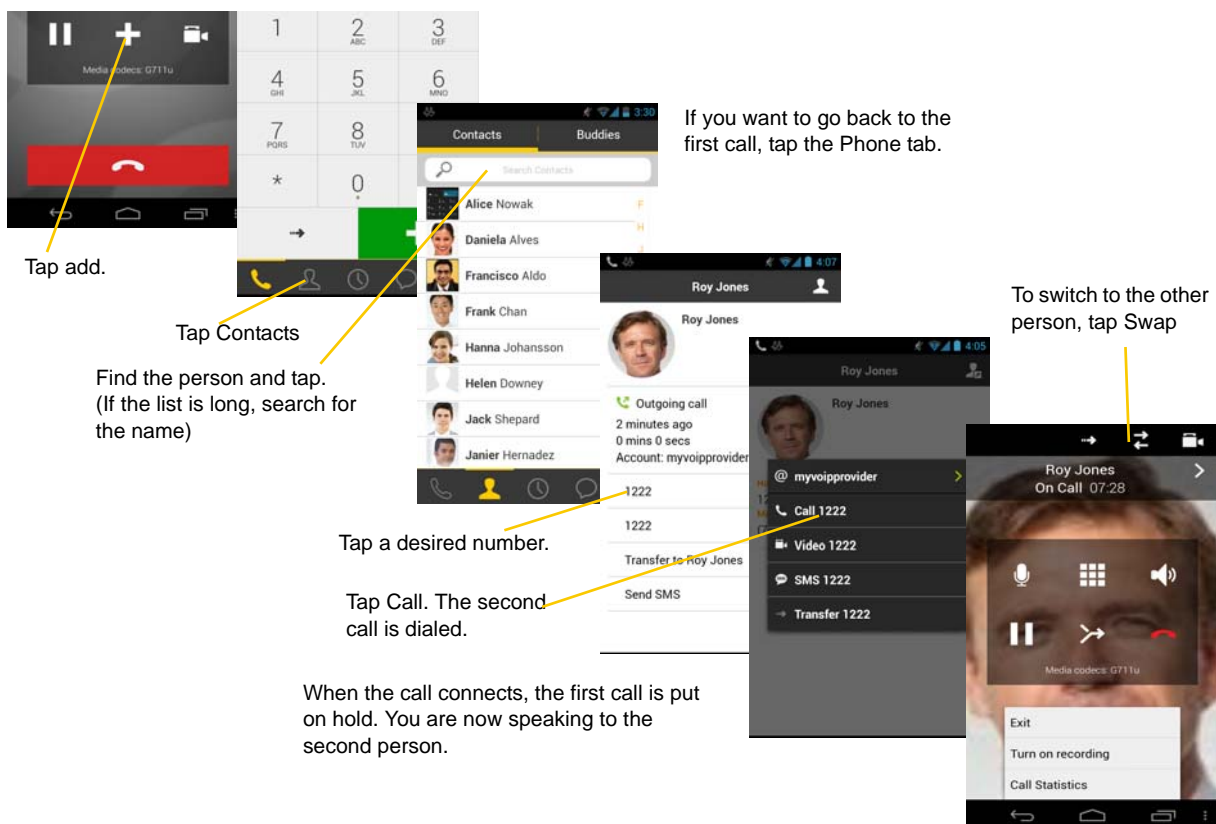 Media codecs: G711u
Tap add.
1
2
ABC
3
DEF
4
GHI
5
JKL
6
MNO
7
PQRS
8
TUV
*
0
Tap Contacts
3:30
Contacts
Buddies
Search Contacts
Alice Nowak
Daniela Alves
Francisco Aldo
Frank Chan
Hanna Johansson
Helen Downey
Jack Shepard
Janier Hernadez
F
H
J
Find the person and tap.
(If the list is long, search for
the name)
If you want to go back to the
first call, tap the Phone tab.
4:07
Roy Jones
Roy Jones
Outgoing call
2 minutes ago
0 mins 0 secs
Account: myvoipprovider
1222
1222
Transfer to Roy Jones
Send SMS
Tap a desired number.
Tap Call. The second
call is dialed.
4:05
Roy Jones
Roy Jones
@ myvoipprovider
Call 1222
Video 1222
SMS 1222
Transfer 1222
When the call connects, the first call is put
on hold. You are now speaking to the
second person.
To switch to the other
person, tap Swap
Roy Jones
On Call 07:28
Media codecs: G711u
Exit
Turn on recording
Call Statistics